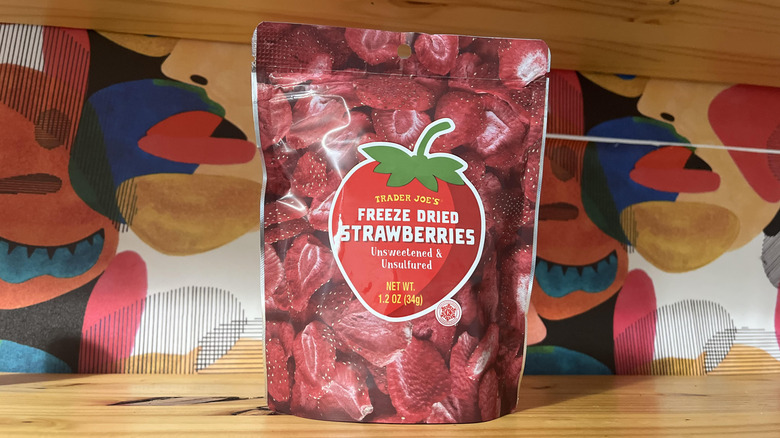 TRADER JOE'S
FREEZE DRIED
STRAWBERRIES
Unsweetened &
Unsulfured
NET WT.
1.2 OZ (34g)